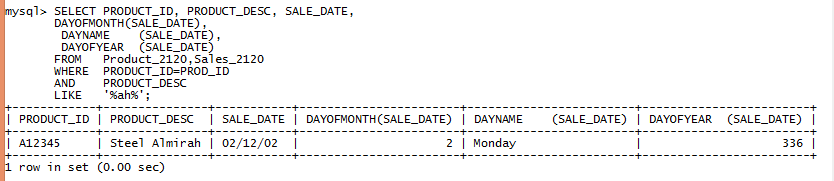 mysql> SELECT PRODUCT_ID, PRODUCT_DESC, SALE_DATE,
       DAYOFMONTH(SALE_DATE),
        DAYNAME    (SALE_DATE),
        DAYOFYEAR  (SALE_DATE)
       FROM   Product_2120,Sales_2120
       WHERE  PRODUCT_ID=PROD_ID
       AND    PRODUCT_DESC
       LIKE   '%ah%';
+------------+---------------+-----------+-----------------------+------------------------+------------------------+
| PRODUCT_ID | PRODUCT_DESC  | SALE_DATE | DAYOFMONTH(SALE_DATE) | DAYNAME    (SALE_DATE) | DAYOFYEAR  (SALE_DATE) |
+------------+---------------+-----------+-----------------------+------------------------+------------------------+
| A12345     | Steel Almirah | 02/12/02  |                     2 | Monday                 |                    336 |
+------------+---------------+-----------+-----------------------+------------------------+------------------------+
1 row in set (0.00 sec)